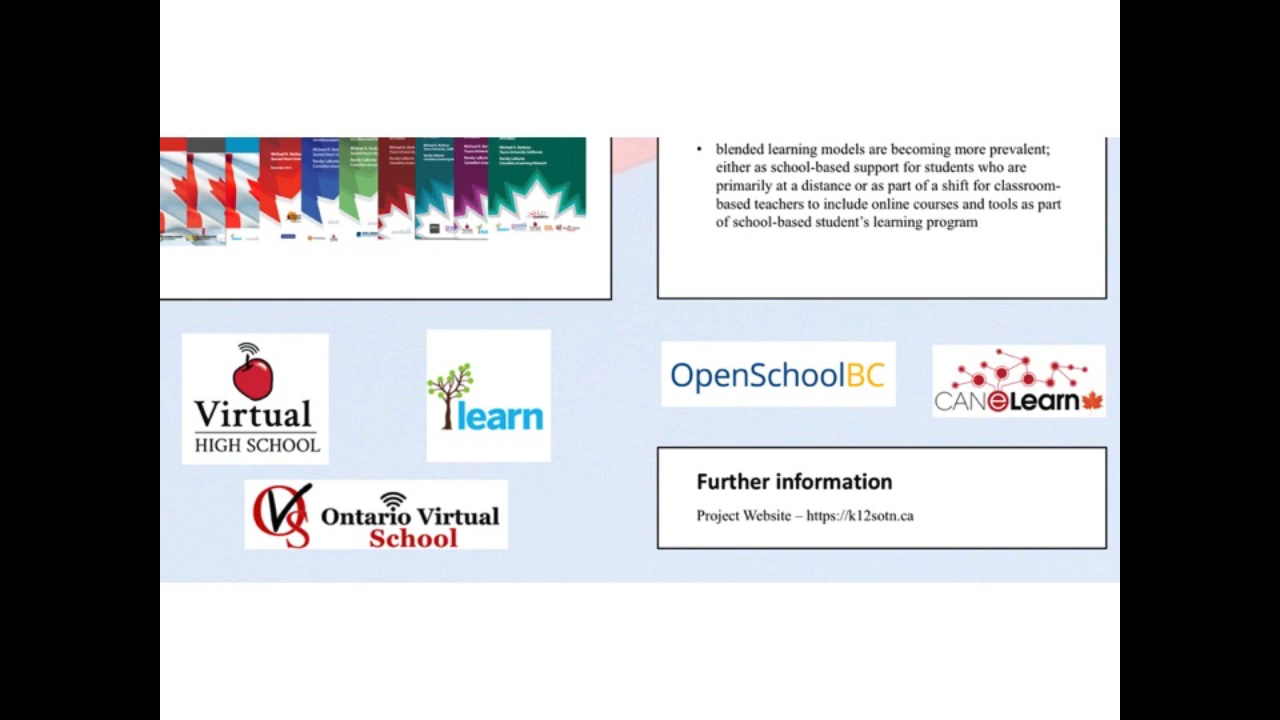 blended learning models are becoming more prevalent;
either as school-based support for students who are
primarily at a distance or as part of a shift for classroom-
based teachers to include online courses and tools as part
of school-based student's learning program
Virtual
HIGH SCHOOL
learn
OpenSchoolBC
CANeLearn
OVS
Ontario Virtual
School
Further information
Project Website – https://k12sotn.ca